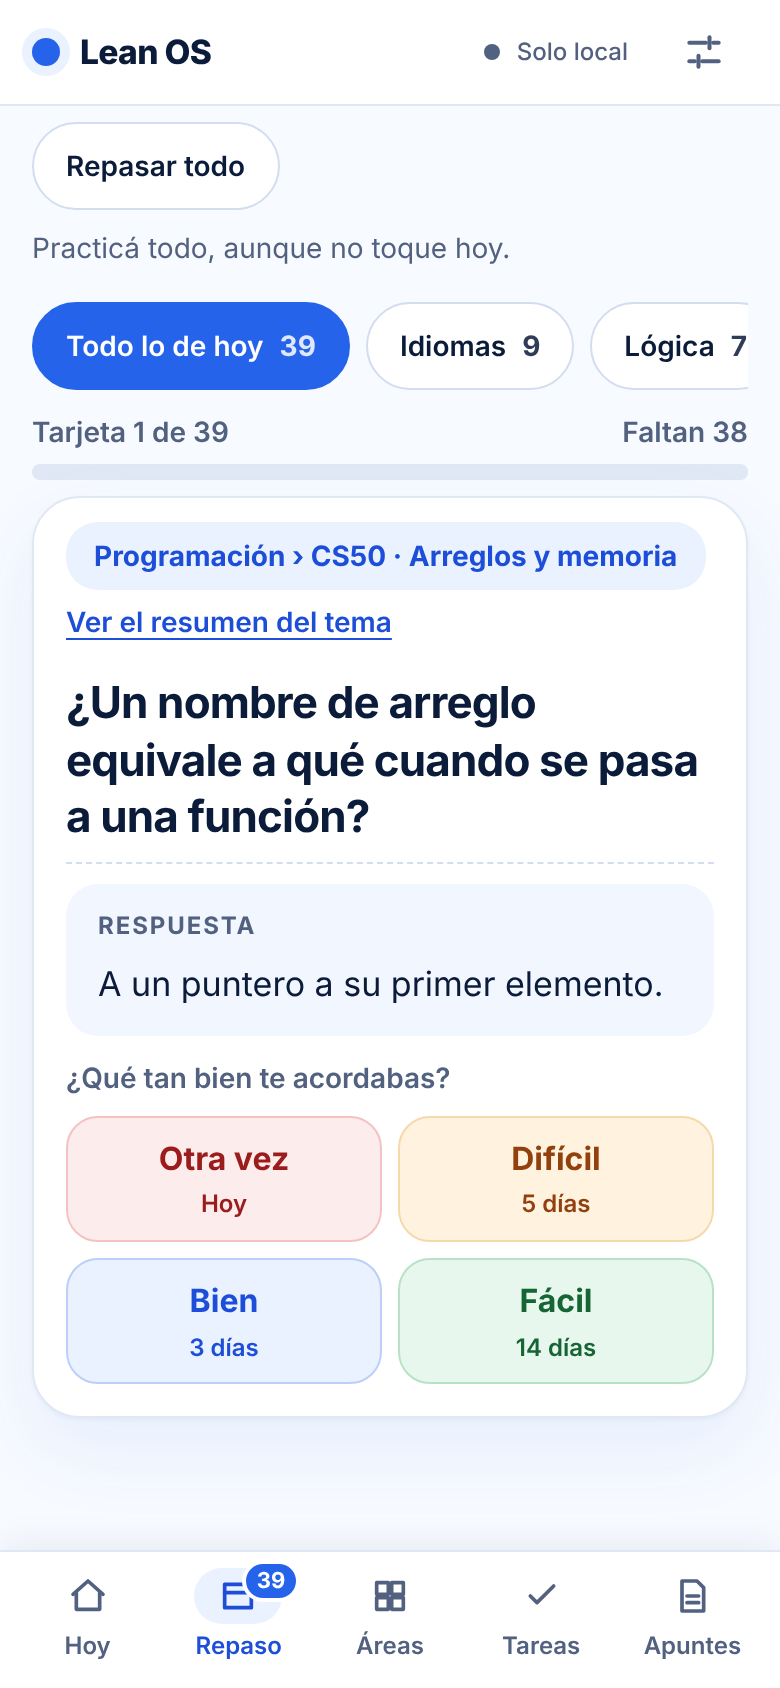 Lean OS
Solo local
Repasar todo
Practicá todo, aunque no toque hoy.
Todo lo de hoy 39
Idiomas 9
Lógica 7
Tarjeta 1 de 39
Faltan 38
Programación › CS50 · Arreglos y memoria
Ver el resumen del tema
¿Un nombre de arreglo
equivale a qué cuando se pasa
a una función?
RESPUESTA
A un puntero a su primer elemento.
¿Qué tan bien te acordabas?
Otra vez
Hoy
Difícil
5 días
Bien
3 días
Fácil
14 días
39
Hoy
Repaso
Áreas
Tareas
Apuntes